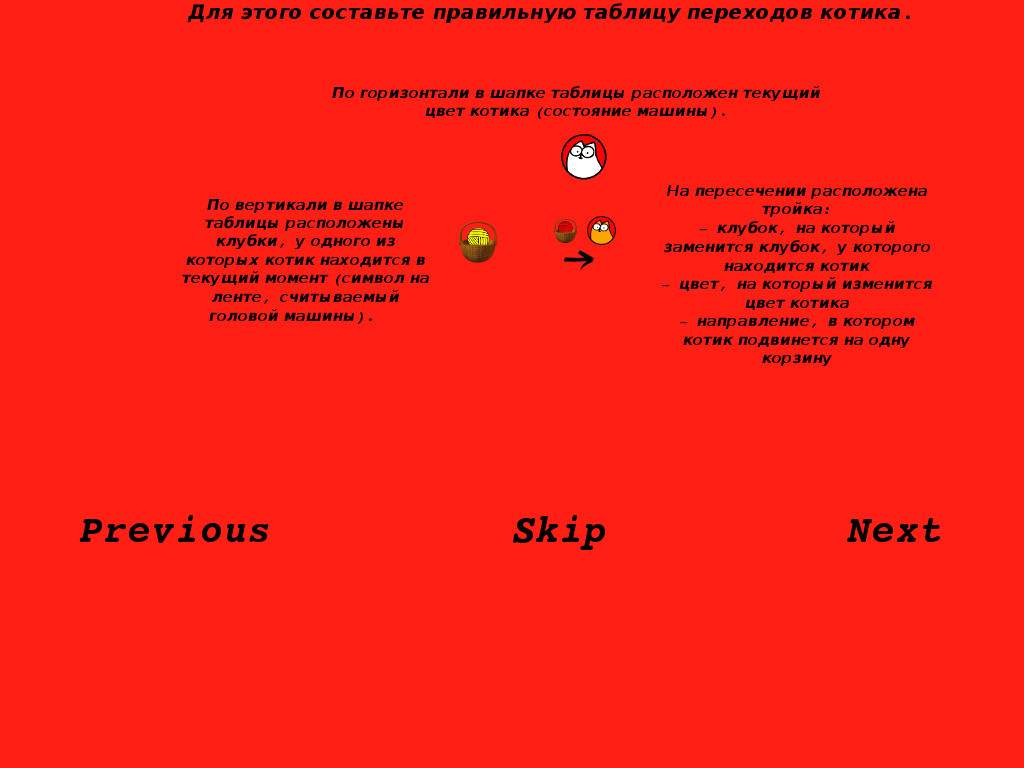 Для этого составьте правильную таблицу переходов котика.
По горизонтали в шапке таблицы расположен текущий
цвет котика (состояние машины).
По вертикали в шапке
таблицы расположены
клубки, у одного из
которых котик находится в
текущий момент (символ на
ленте, считываемый
головой машины).
На пересечении расположена
тройка:
– клубок, на который
заменится клубок, у которого
находится котик
– цвет, на который изменится
цвет котика
– направление, в котором
котик подвинется на одну
корзину
Previous Skip Next